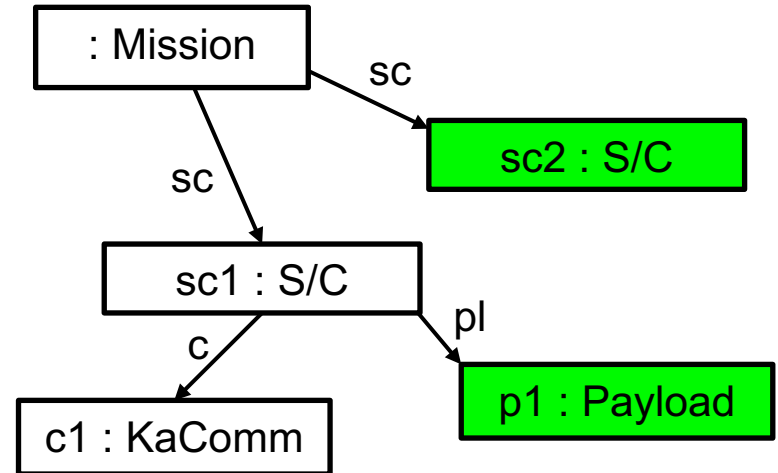 : Mission
sc
sc2 : S/C
sc
sc1 : S/C
c
pl
p1 : Payload
c1 : KaComm